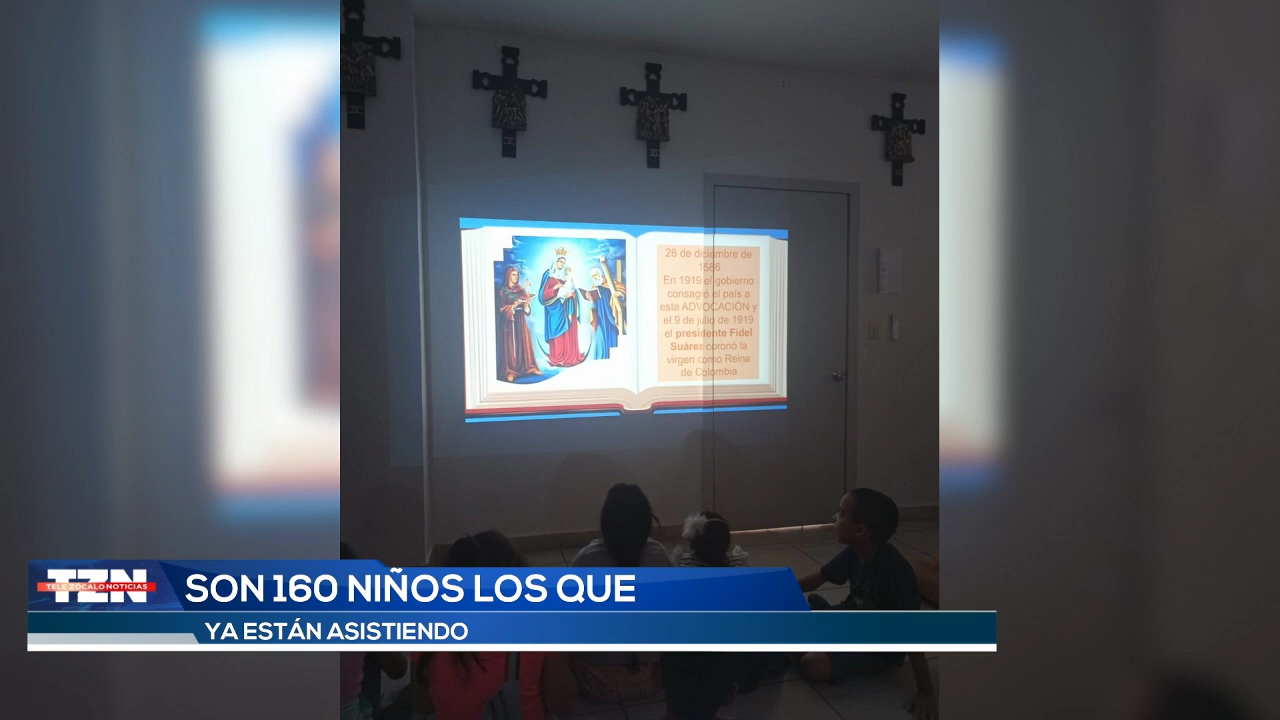 26 de diciembre de
1586
En 1919 el gobierno
consagró el país a
esta ADVOCACIÓN y
el 9 de julio de 1919
el presidente Fidel
Suárez coronó la
virgen como Reina
de Colombia
TZN
TELE ZÓCALO NOTICIAS
SON 160 NIÑOS LOS QUE
YA ESTÁN ASISTIENDO